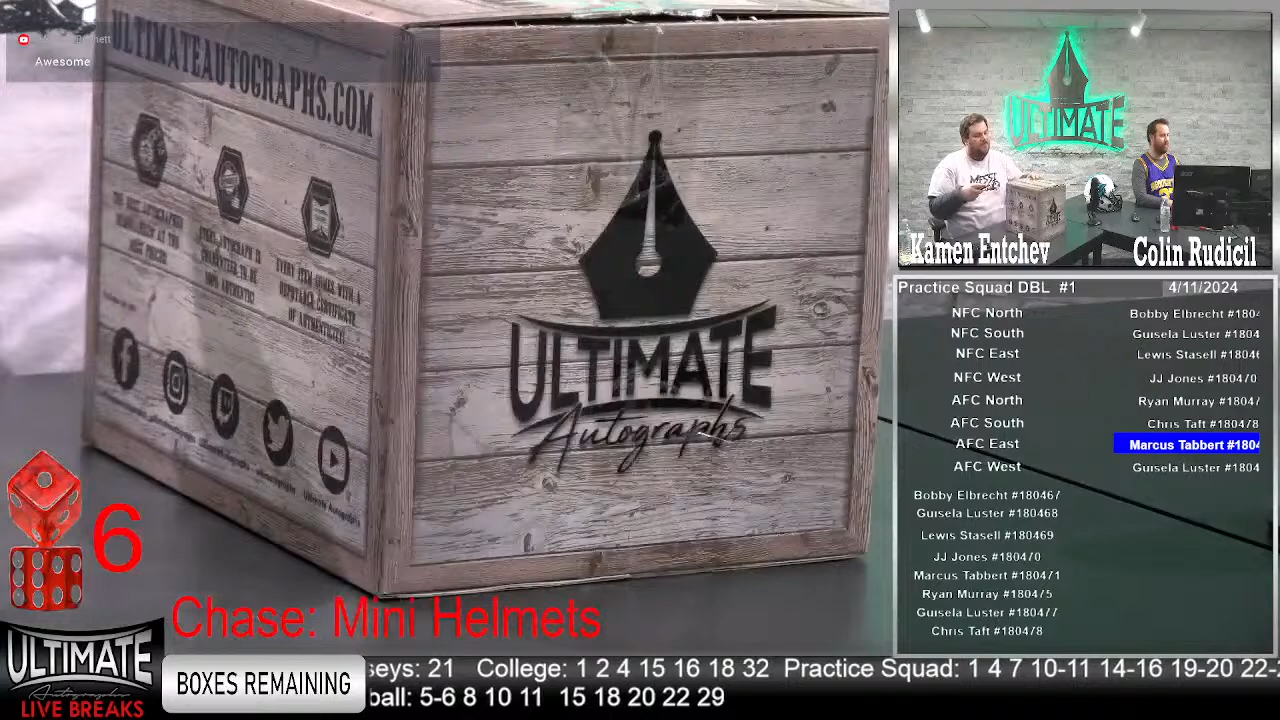 Awesome
ULTIMATEAUTOGRAPHS.COM
ULTIMATE
Autographs
ULTIMATE
Kamen Entchev
Colin Rudicil
Practice Squad DBL #1 4/11/2024
NFC North Bobby Elbrecht #1804
NFC South Guisela Luster #1804
NFC East Lewis Stasell #1804
NFC West JJ Jones #180470
AFC North Ryan Murray #1804
AFC South Chris Taft #180478
AFC East Marcus Tabbert #1804
AFC West Guisela Luster #1804
Bobby Elbrecht #180467
Guisela Luster #180468
Lewis Stasell #180469
JJ Jones #180470
Marcus Tabbert #180471
Ryan Murray #180475
Guisela Luster #180477
Chris Taft #180478
6
Chase: Mini Helmets
ULTIMATE
Autographs
LIVE BREAKS
BOXES REMAINING
seys: 21 College: 1 2 4 15 16 18 32 Practice Squad: 1 4 7 10-11 14-16 19-20 22-
ball: 5-6 8 10 11 15 18 20 22 29